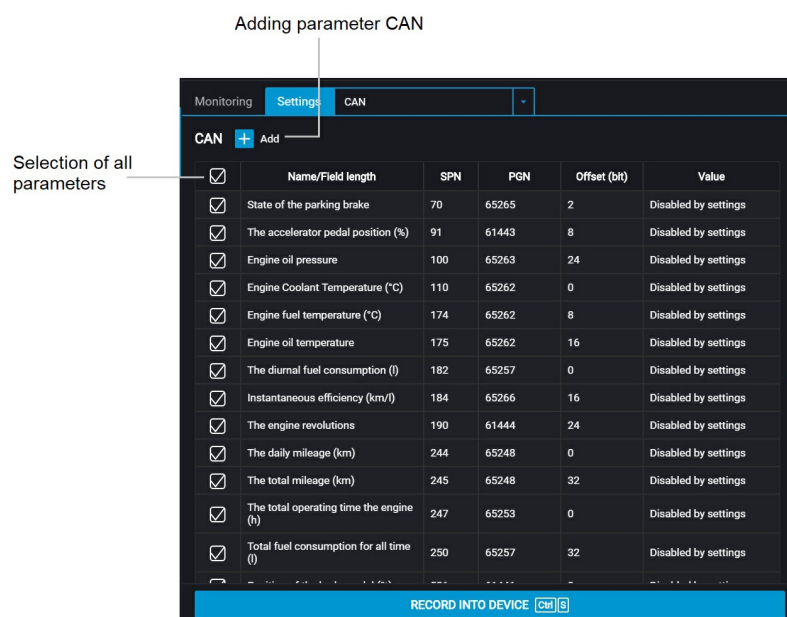 Adding parameter CAN
Monitoring Settings CAN
CAN + Add
Selection of all
parameters
Name/Field length SPN PGN Offset (bit) Value
State of the parking brake 70 65265 2 Disabled by settings
The accelerator pedal position (%) 91 61443 8 Disabled by settings
Engine oil pressure 100 65263 24 Disabled by settings
Engine Coolant Temperature (°C) 110 65262 0 Disabled by settings
Engine fuel temperature (°C) 174 65262 8 Disabled by settings
Engine oil temperature 175 65262 16 Disabled by settings
The diurnal fuel consumption (l) 182 65257 0 Disabled by settings
Instantaneous efficiency (km/l) 184 65266 16 Disabled by settings
The engine revolutions 190 61444 24 Disabled by settings
The daily mileage (km) 244 65248 0 Disabled by settings
The total mileage (km) 245 65248 32 Disabled by settings
The total operating time the engine
(h) 247 65253 0 Disabled by settings
Total fuel consumption for all time
(l) 250 65257 32 Disabled by settings
RECORD INTO DEVICE Ctrl S